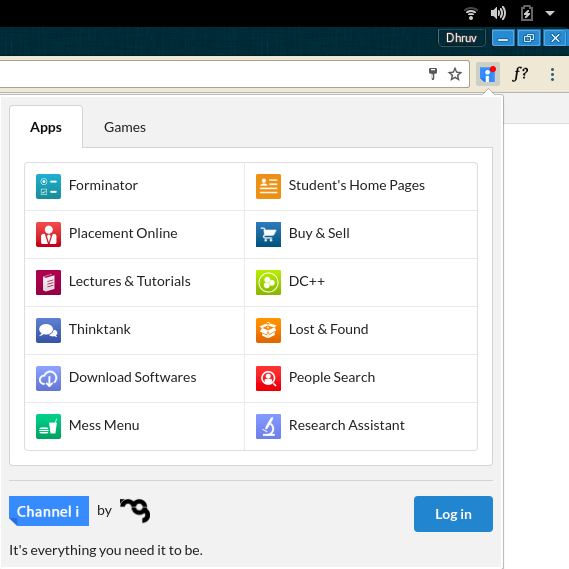 Dhruv
f?
Apps
Games
Forminator
Student's Home Pages
Placement Online
Buy & Sell
Lectures & Tutorials
DC++
Thinktank
Lost & Found
Download Softwares
People Search
Mess Menu
Research Assistant
Channel i by
Log in
It's everything you need it to be.